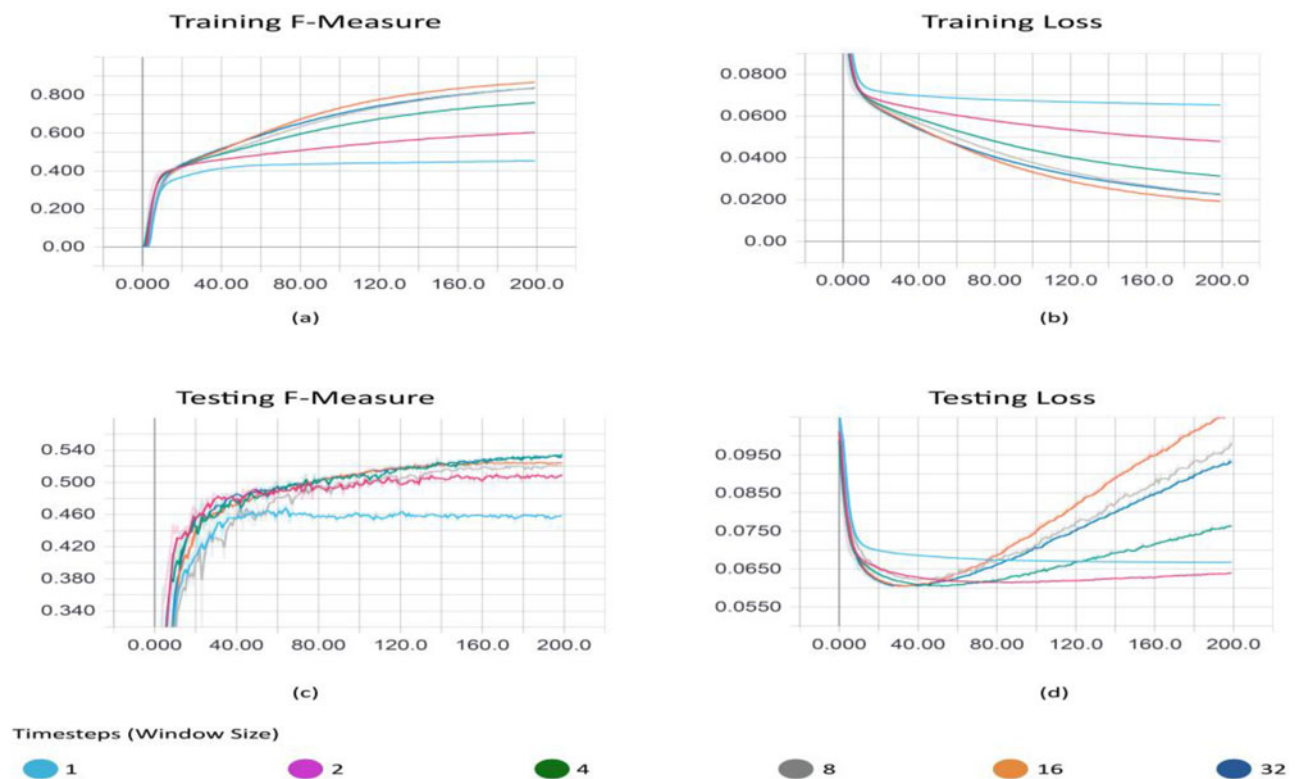 Training F-Measure
Training Loss
0.800
0.600
0.400
0.200
0.00
0.000 40.00 80.00 120.0 160.0 200.0
(a)
0.0800
0.0600
0.0400
0.0200
0.00
0.000 40.00 80.00 120.0 160.0 200.0
(b)
Testing F-Measure
Testing Loss
0.540
0.500
0.460
0.420
0.380
0.340
0.000 40.00 80.00 120.0 160.0 200.0
(c)
0.0950
0.0850
0.0750
0.0650
0.0550
0.000 40.00 80.00 120.0 160.0 200.0
(d)
Timesteps (Window Size)
1 2 4 8 16 32